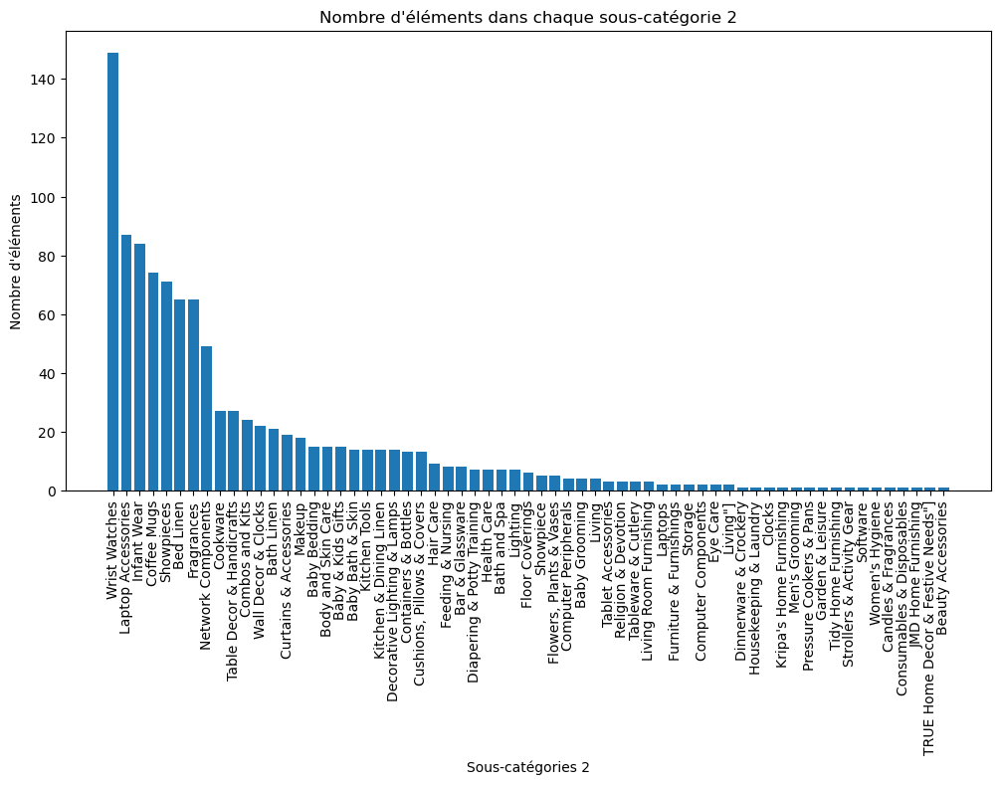 Nombre d'éléments dans chaque sous-catégorie 2
Nombre d'éléments
140
120
100
80
60
40
20
0
Wrist Watches
Laptop Accessories
Infant Wear
Coffee Mugs
Showpieces
Bed Linen
Fragrances
Network Components
Cookware
Table Decor & Handicrafts
Combos and Kits
Wall Decor & Clocks
Bath Linen
Curtains & Accessories
Makeup
Baby Bedding
Body and Skin Care
Baby & Kids Gifts
Baby Bath & Skin
Kitchen Tools
Kitchen & Dining Linen
Decorative Lighting & Lamps
Containers & Bottles
Cushions, Pillows & Covers
Hair Care
Feeding & Nursing
Bar & Glassware
Diapering & Potty Training
Health Care
Bath and Spa
Lighting
Floor Coverings
Showpiece
Flowers, Plants & Vases
Computer Peripherals
Baby Grooming
Living
Tablet Accessories
Religion & Devotion
Tableware & Cutlery
Living Room Furnishing
Laptops
Furniture & Furnishings
Storage
Computer Components
Eye Care
Living"]
Dinnerware & Crockery
Housekeeping & Laundry
Clocks
Kripa's Home Furnishing
Men's Grooming
Pressure Cookers & Pans
Garden & Leisure
Tidy Home Furnishing
Strollers & Activity Gear
Software
Women's Hygiene
Candles & Fragrances
Consumables & Disposables
JMD Home Furnishing
TRUE Home Decor & Festive Needs"]
Beauty Accessories
Sous-catégories 2